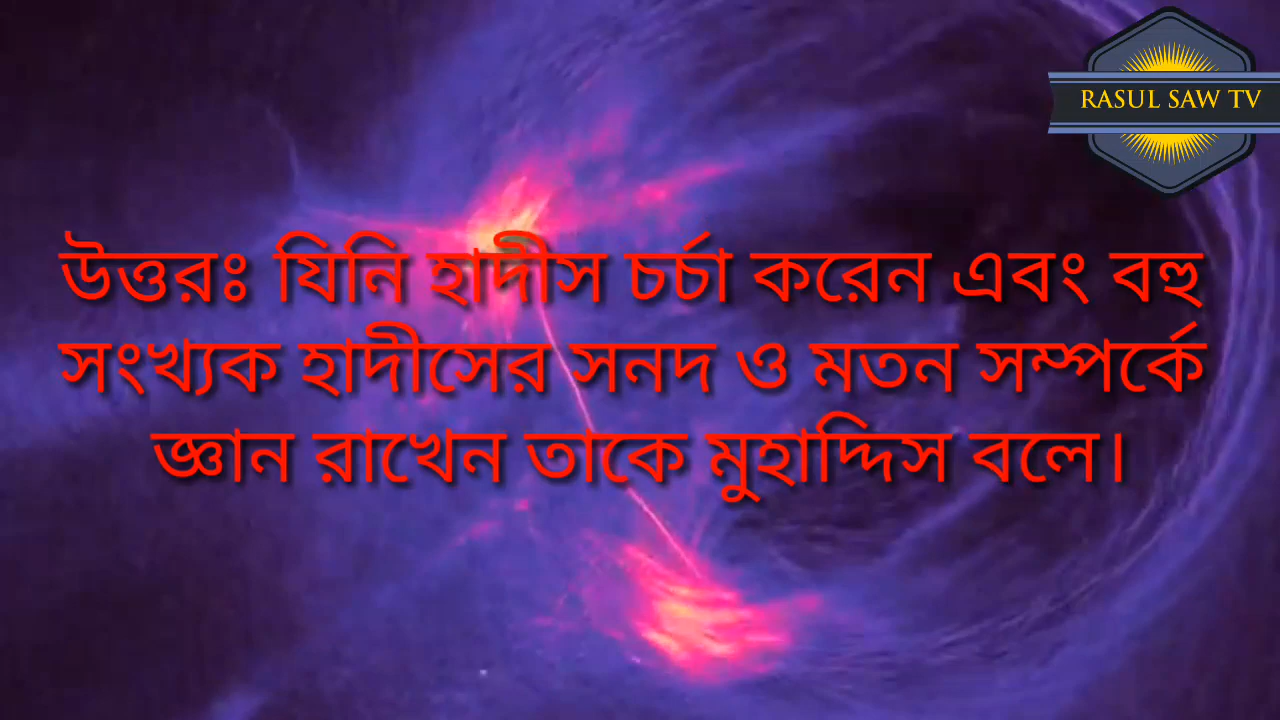 RASUL SAW TV
উত্তরঃ যিনি হাদীস চর্চা করেন এবং বহু
সংখ্যক হাদীসের সনদ ও মতন সম্পর্কে
জ্ঞান রাখেন তাকে মুহাদ্দিস বলে।